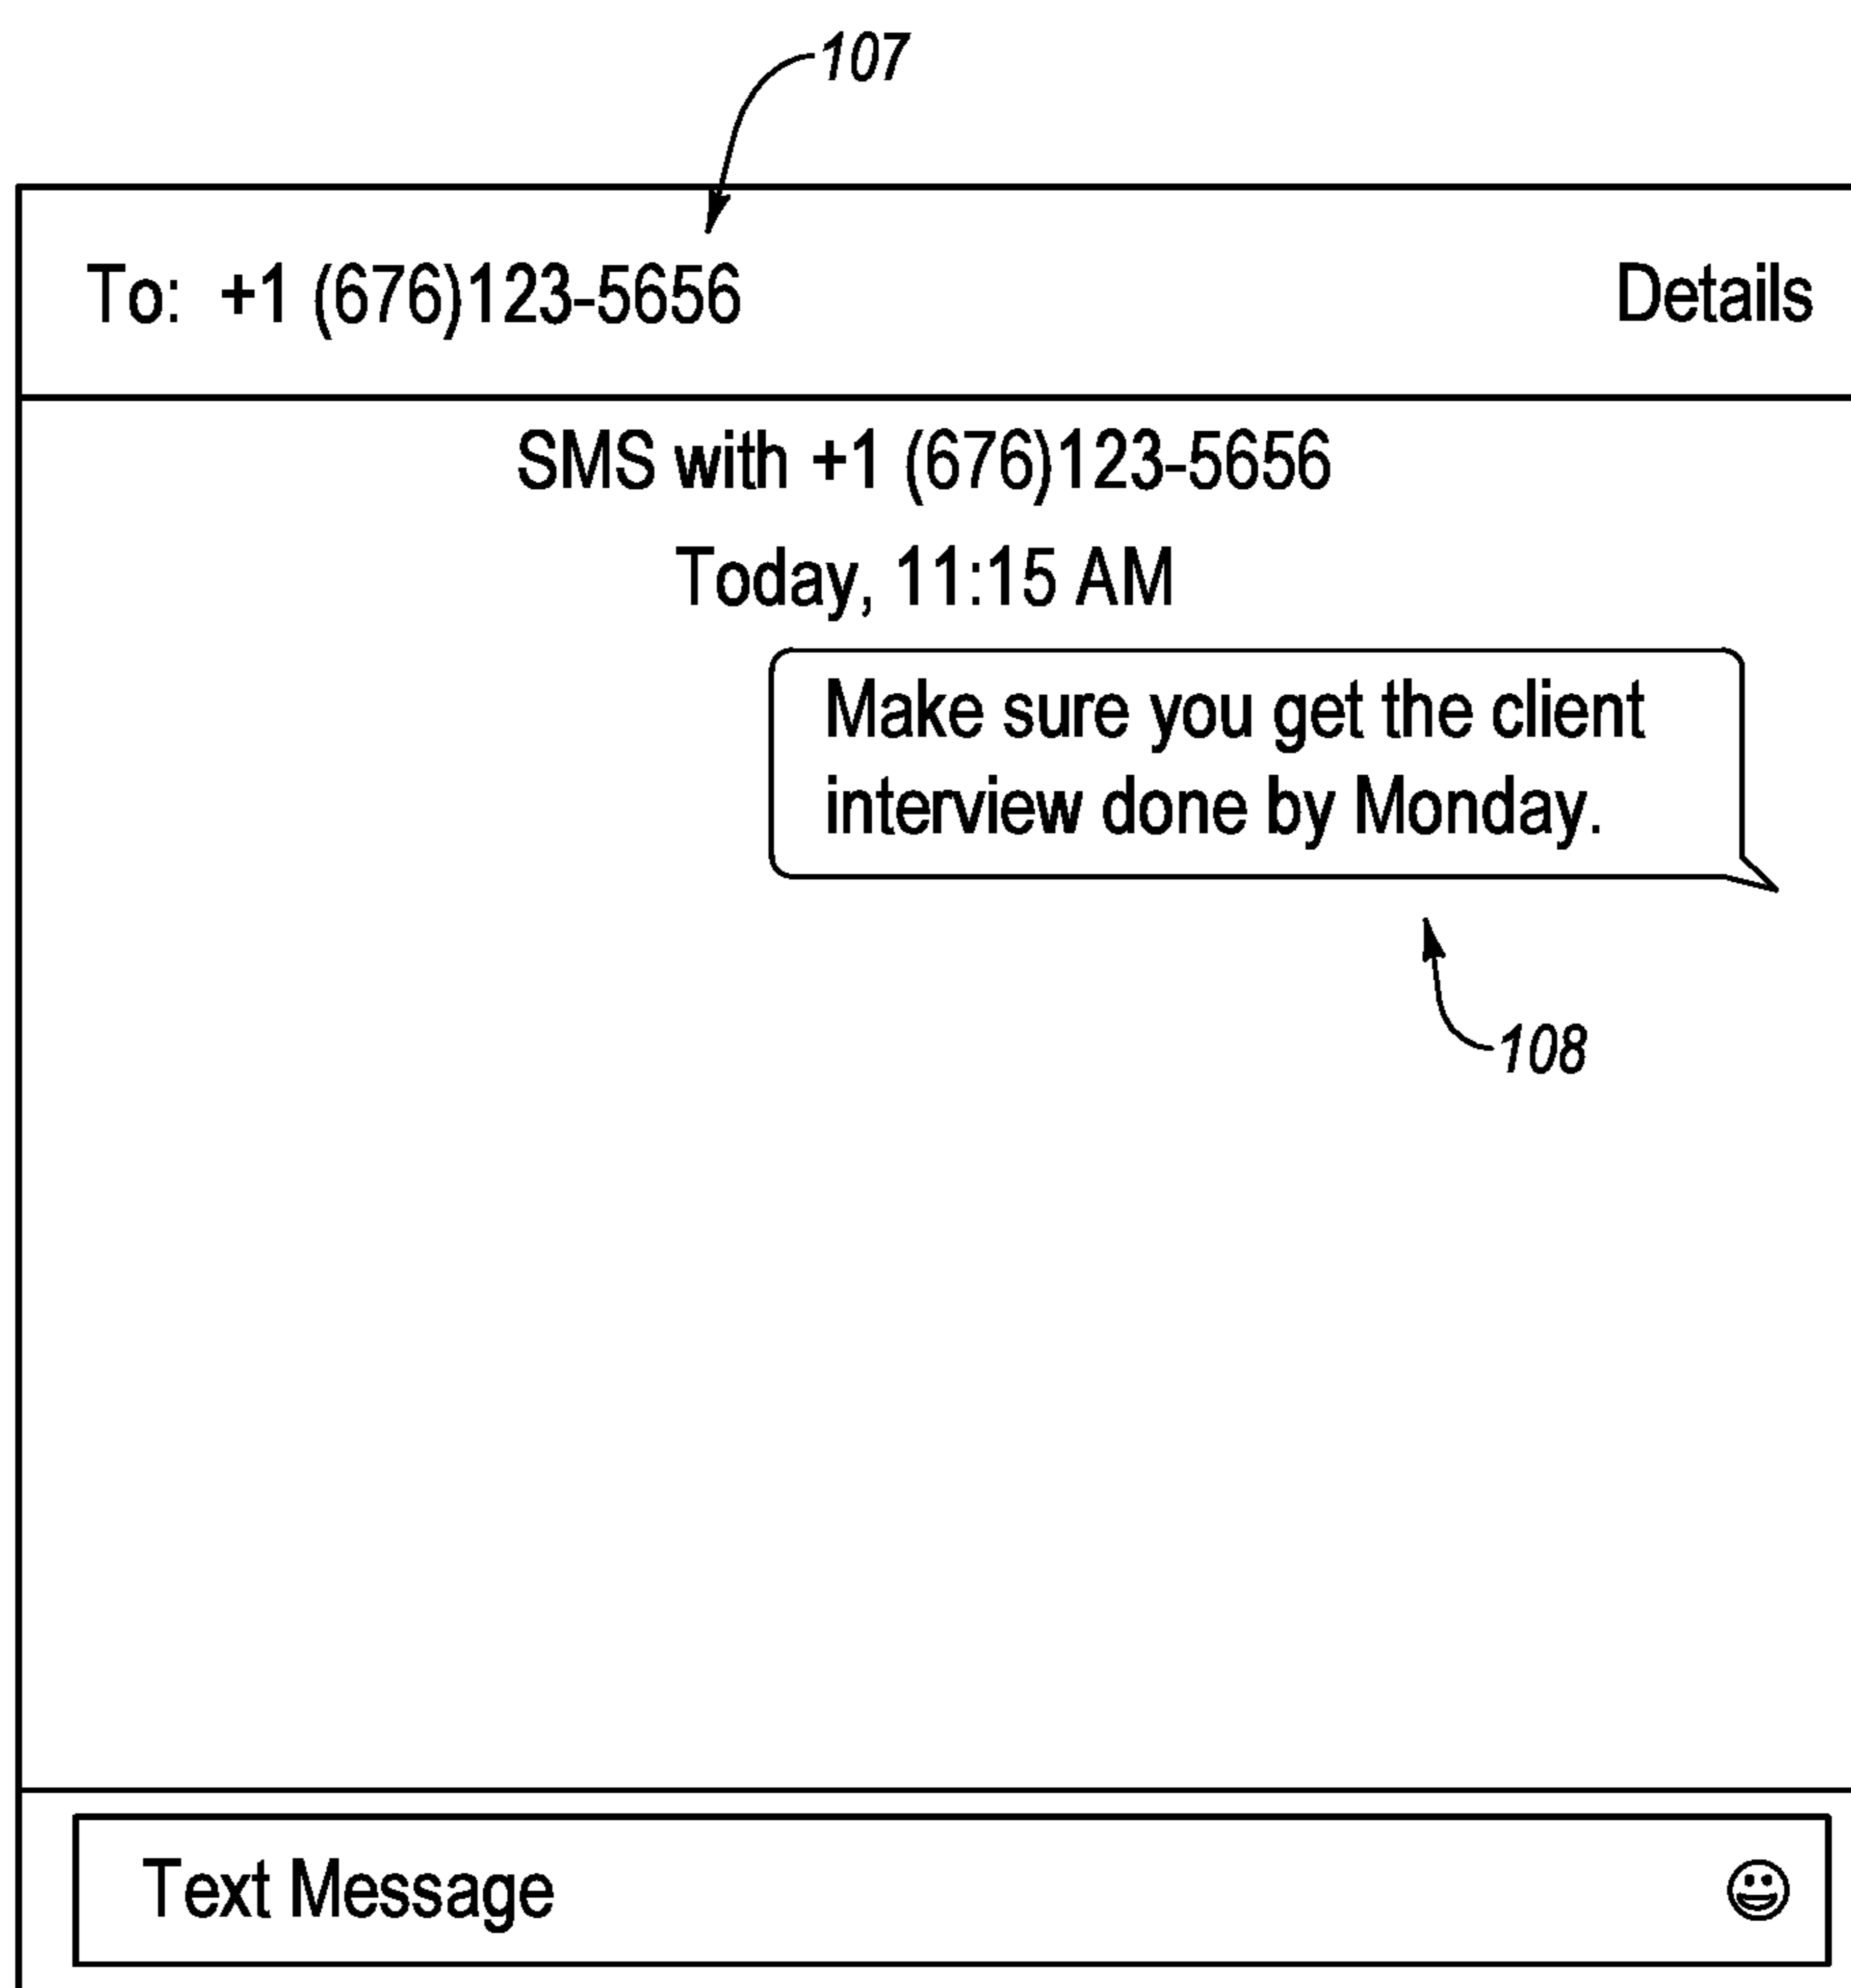 107
To: +1 (676)123-5656 Details
SMS with +1 (676)123-5656
Today, 11:15 AM
Make sure you get the client
interview done by Monday.
108
Text Message